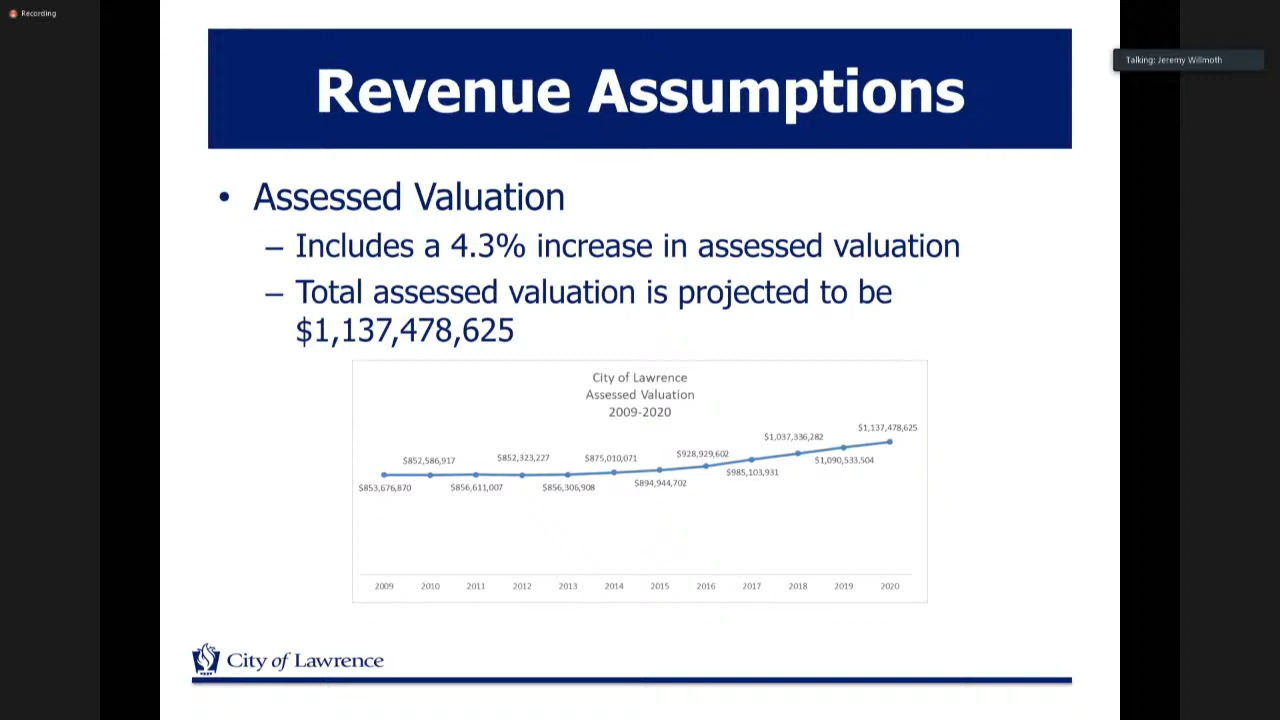 Recording
Talking: Jeremy Willmoth
Revenue Assumptions
• Assessed Valuation
– Includes a 4.3% increase in assessed valuation
– Total assessed valuation is projected to be
$1,137,478,625
City of Lawrence
Assessed Valuation
2009-2020
$853,676,870
$852,586,917
$856,611,007
$852,323,227
$856,306,908
$875,010,071
$894,944,702
$928,929,602
$985,103,931
$1,037,336,282
$1,090,533,504
$1,137,478,625
2009 2010 2011 2012 2013 2014 2015 2016 2017 2018 2019 2020
City of Lawrence